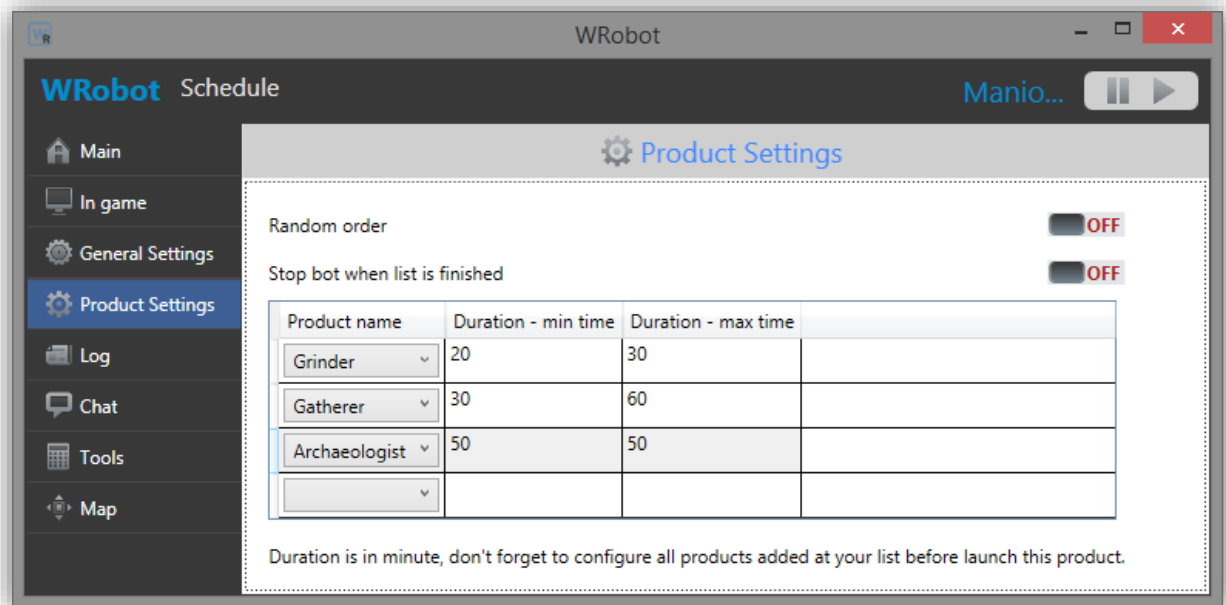 WRobot
WRobot Schedule Manio...
Main
In game
General Settings
Product Settings
Log
Chat
Tools
Map
Product Settings
Random order OFF
Stop bot when list is finished OFF
Product name Duration - min time Duration - max time
Grinder 20 30
Gatherer 30 60
Archaeologist 50 50
Duration is in minute, don't forget to configure all products added at your list before launch this product.